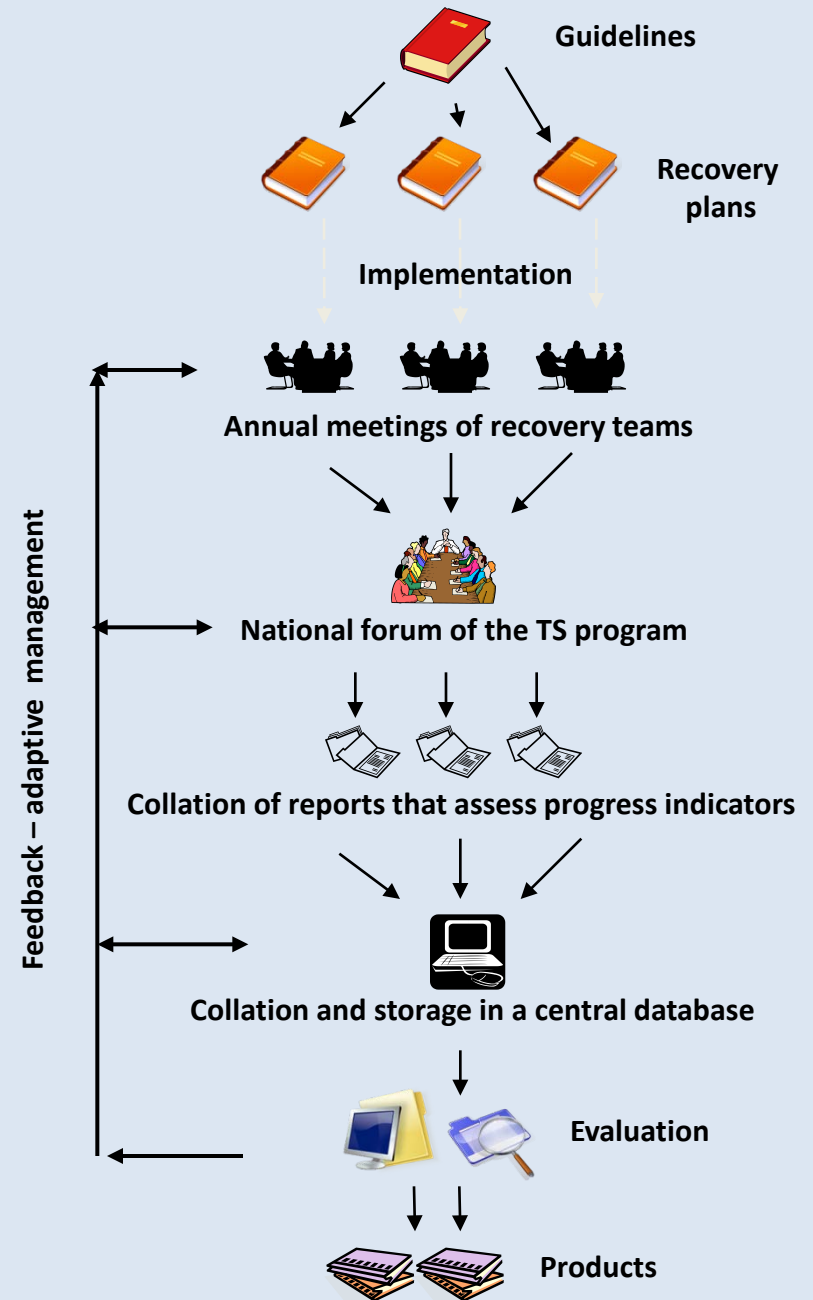 Guidelines
Recovery
plans
Implementation
Annual meetings of recovery teams
National forum of the TS program
Collation of reports that assess progress indicators
Collation and storage in a central database
Evaluation
Products
Feedback – adaptive management